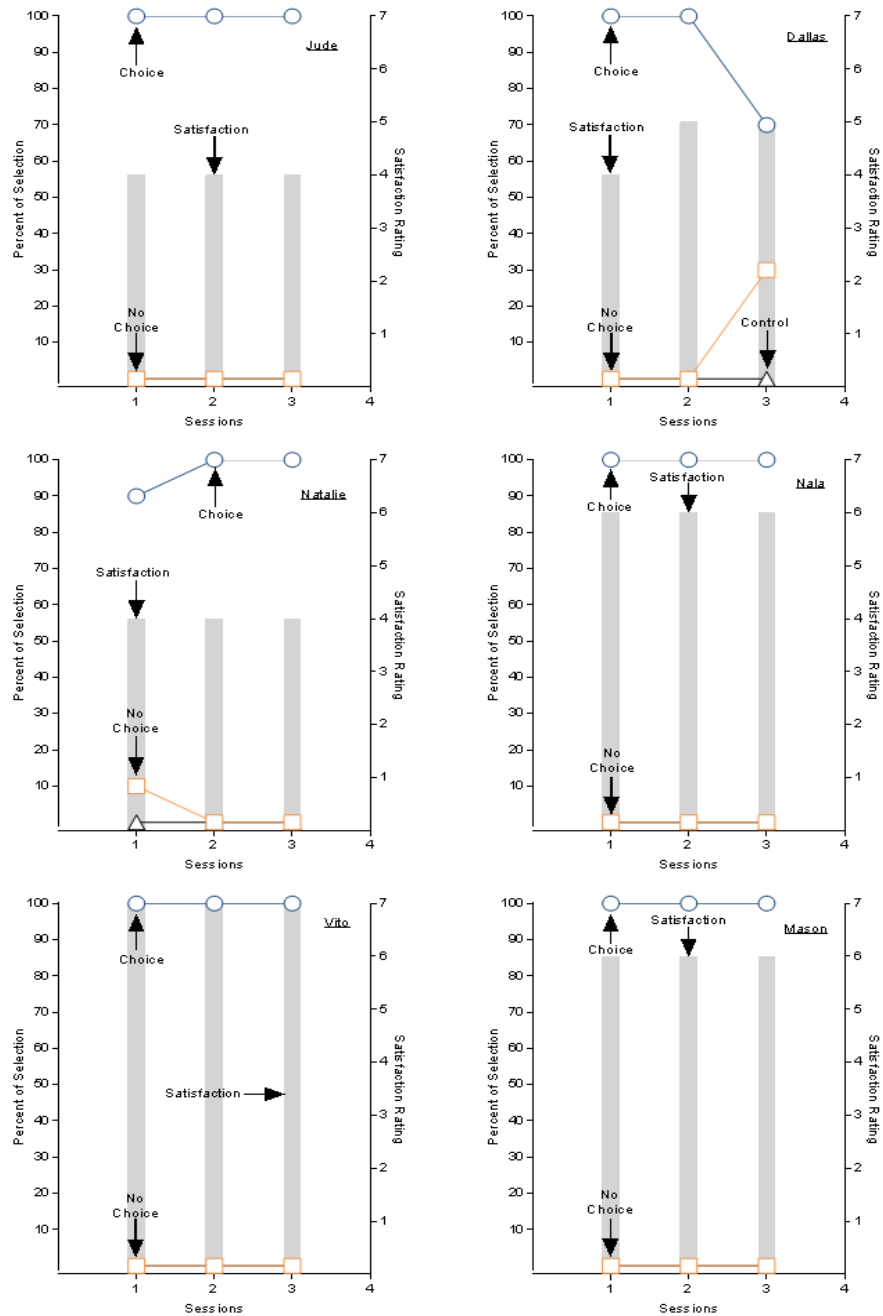 Jude
100
90
80
70
60
50
40
30
20
10
Percent of Selection
Choice
Satisfaction
No
Choice
7
6
5
4
3
2
1
Satisfaction Rating
1 2 3 4
Sessions
Dallas
100
90
80
70
60
50
40
30
20
10
Percent of Selection
Choice
Satisfaction
No
Choice
Control
7
6
5
4
3
2
1
Satisfaction Rating
1 2 3 4
Sessions
Natalie
100
90
80
70
60
50
40
30
20
10
Percent of Selection
Choice
Satisfaction
No
Choice
7
6
5
4
3
2
1
Satisfaction Rating
1 2 3 4
Sessions
Nala
100
90
80
70
60
50
40
30
20
10
Percent of Selection
Satisfaction
Choice
No
Choice
7
6
5
4
3
2
1
Satisfaction Rating
1 2 3 4
Sessions
Vito
100
90
80
70
60
50
40
30
20
10
Percent of Selection
Choice
Satisfaction
No
Choice
7
6
5
4
3
2
1
Satisfaction Rating
1 2 3 4
Sessions
Mason
100
90
80
70
60
50
40
30
20
10
Percent of Selection
Satisfaction
Choice
No
Choice
7
6
5
4
3
2
1
Satisfaction Rating
1 2 3 4
Sessions